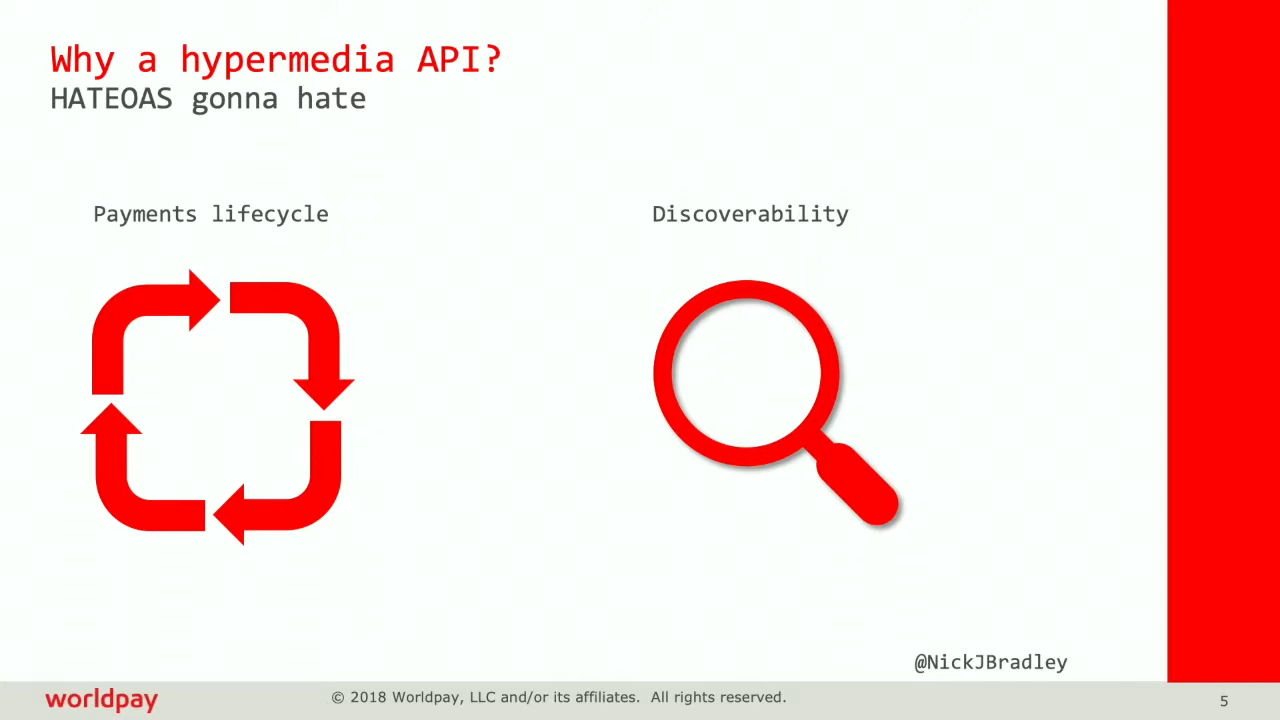 Why a hypermedia API?
HATEOAS gonna hate
Payments lifecycle
Discoverability
@NickJBradley
worldpay
© 2018 Worldpay, LLC and/or its affiliates. All rights reserved.
5